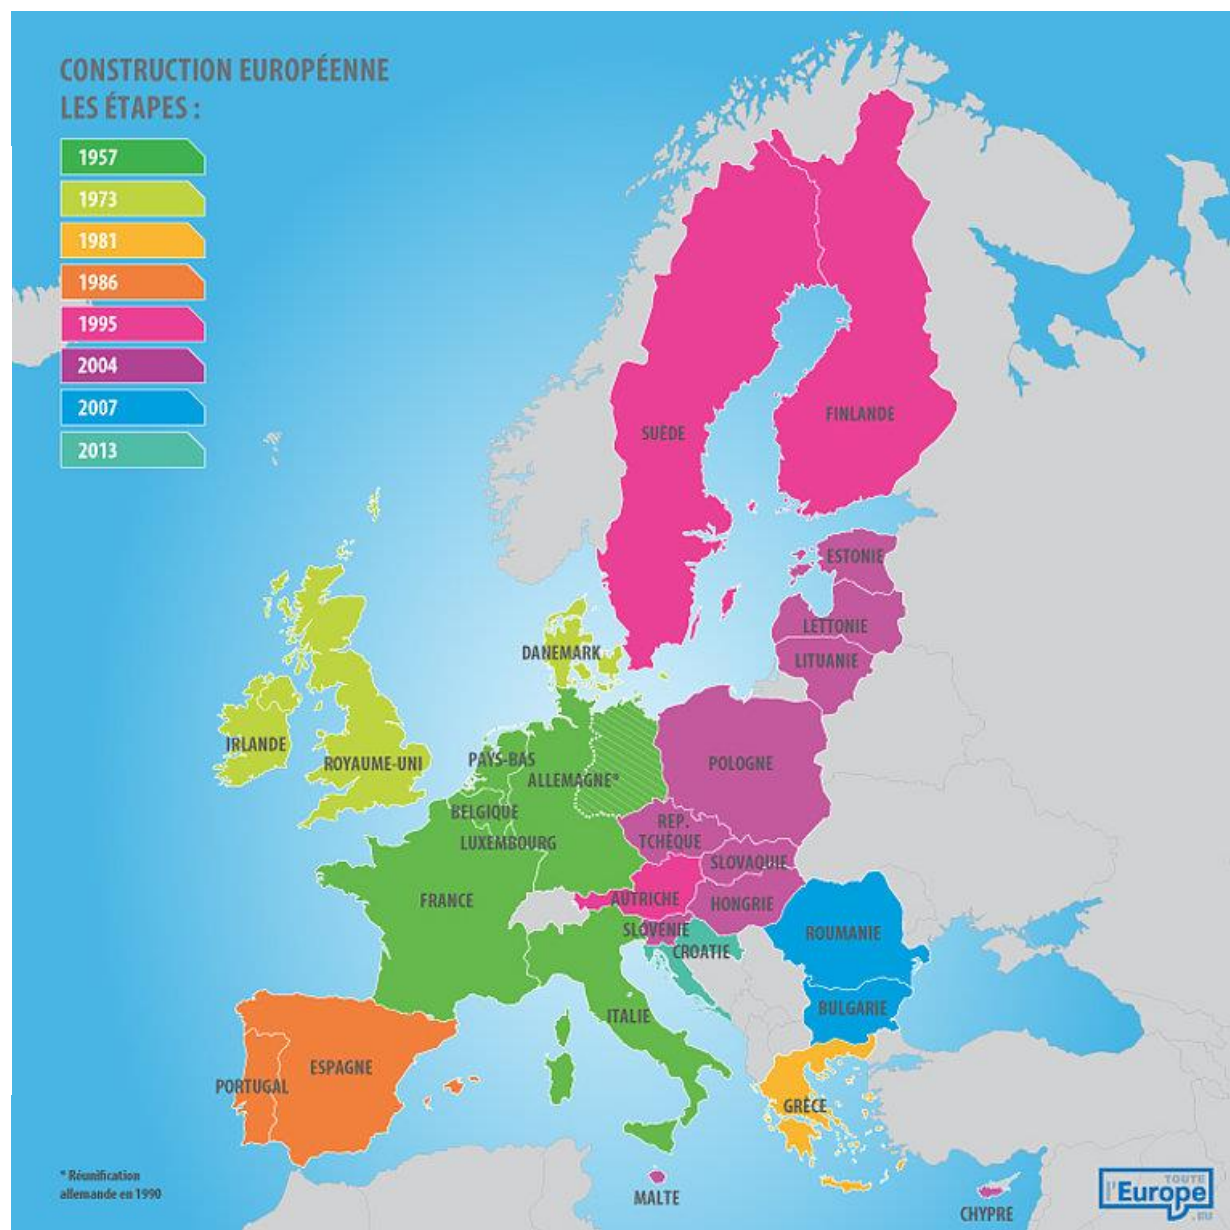 CONSTRUCTION EUROPÉENNE
LES ÉTAPES :
1957
1973
1981
1986
1995
2004
2007
2013
FINLANDE
SUÈDE
ESTONIE
LETTONIE
DANEMARK
LITUANIE
IRLANDE
ROYAUME-UNI
PAYS-BAS
ALLEMAGNE*
POLOGNE
BELGIQUE
REP.
TCHÈQUE
LUXEMBOURG
SLOVAQUIE
FRANCE
AUTRICHE
HONGRIE
SLOVÉNIE
ROUMANIE
CROATIE
BULGARIE
ITALIE
ESPAGNE
PORTUGAL
GRÈCE
* Réunification
allemande en 1990
MALTE
CHYPRE
TOUTE
l'Europe
.eu